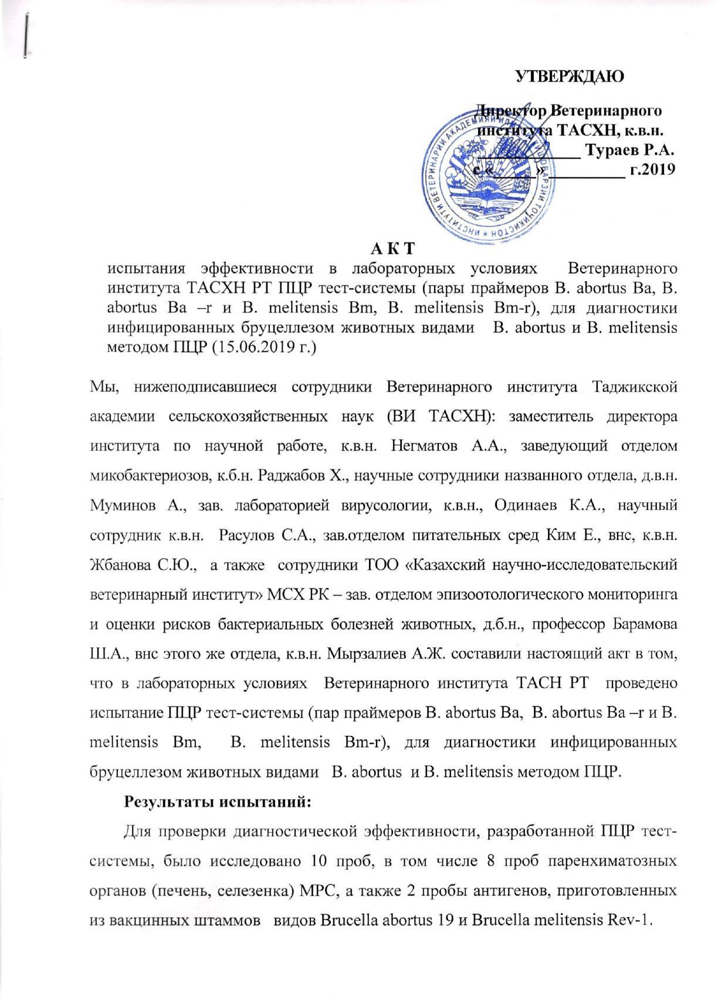 УТВЕРЖДАЮ
Директор Ветеринарного
института ТАСХН, к.в.н.
____________ Тураев Р.А.
с «_____»_________ г.2019
ИНСТИТУТИ ВЕТЕРИНАРИИ АКАДЕМИЯИ ИЛМҲОИ КИШОВАРЗИИ ТОҶИКИСТОН *
А К Т
испытания эффективности в лабораторных условиях Ветеринарного
института ТАСХН РТ ПЦР тест-системы (пары праймеров B. abortus Ba, B.
abortus Ba –r и B. melitensis Bm, B. melitensis Bm-r), для диагностики
инфицированных бруцеллезом животных видами B. abortus и B. melitensis
методом ПЦР (15.06.2019 г.)
Мы, нижеподписавшиеся сотрудники Ветеринарного института Таджикской
академии сельскохозяйственных наук (ВИ ТАСХН): заместитель директора
института по научной работе, к.в.н. Негматов А.А., заведующий отделом
микобактериозов, к.б.н. Раджабов Х., научные сотрудники названного отдела, д.в.н.
Муминов А., зав. лабораторией вирусологии, к.в.н., Одинаев К.А., научный
сотрудник к.в.н. Расулов С.А., зав.отделом питательных сред Ким Е., внс, к.в.н.
Жбанова С.Ю., а также сотрудники ТОО «Казахский научно-исследовательский
ветеринарный институт» МСХ РК – зав. отделом эпизоотологического мониторинга
и оценки рисков бактериальных болезней животных, д.б.н., профессор Барамова
Ш.А., внс этого же отдела, к.в.н. Мырзалиев А.Ж. составили настоящий акт в том,
что в лабораторных условиях Ветеринарного института ТАСН РТ проведено
испытание ПЦР тест-системы (пар праймеров B. abortus Ba, B. abortus Ba –r и B.
melitensis Bm, B. melitensis Bm-r), для диагностики инфицированных
бруцеллезом животных видами B. abortus и B. melitensis методом ПЦР.
Результаты испытаний:
Для проверки диагностической эффективности, разработанной ПЦР тест-
системы, было исследовано 10 проб, в том числе 8 проб паренхиматозных
органов (печень, селезенка) МРС, а также 2 пробы антигенов, приготовленных
из вакцинных штаммов видов Brucella abortus 19 и Brucella melitensis Rev-1.